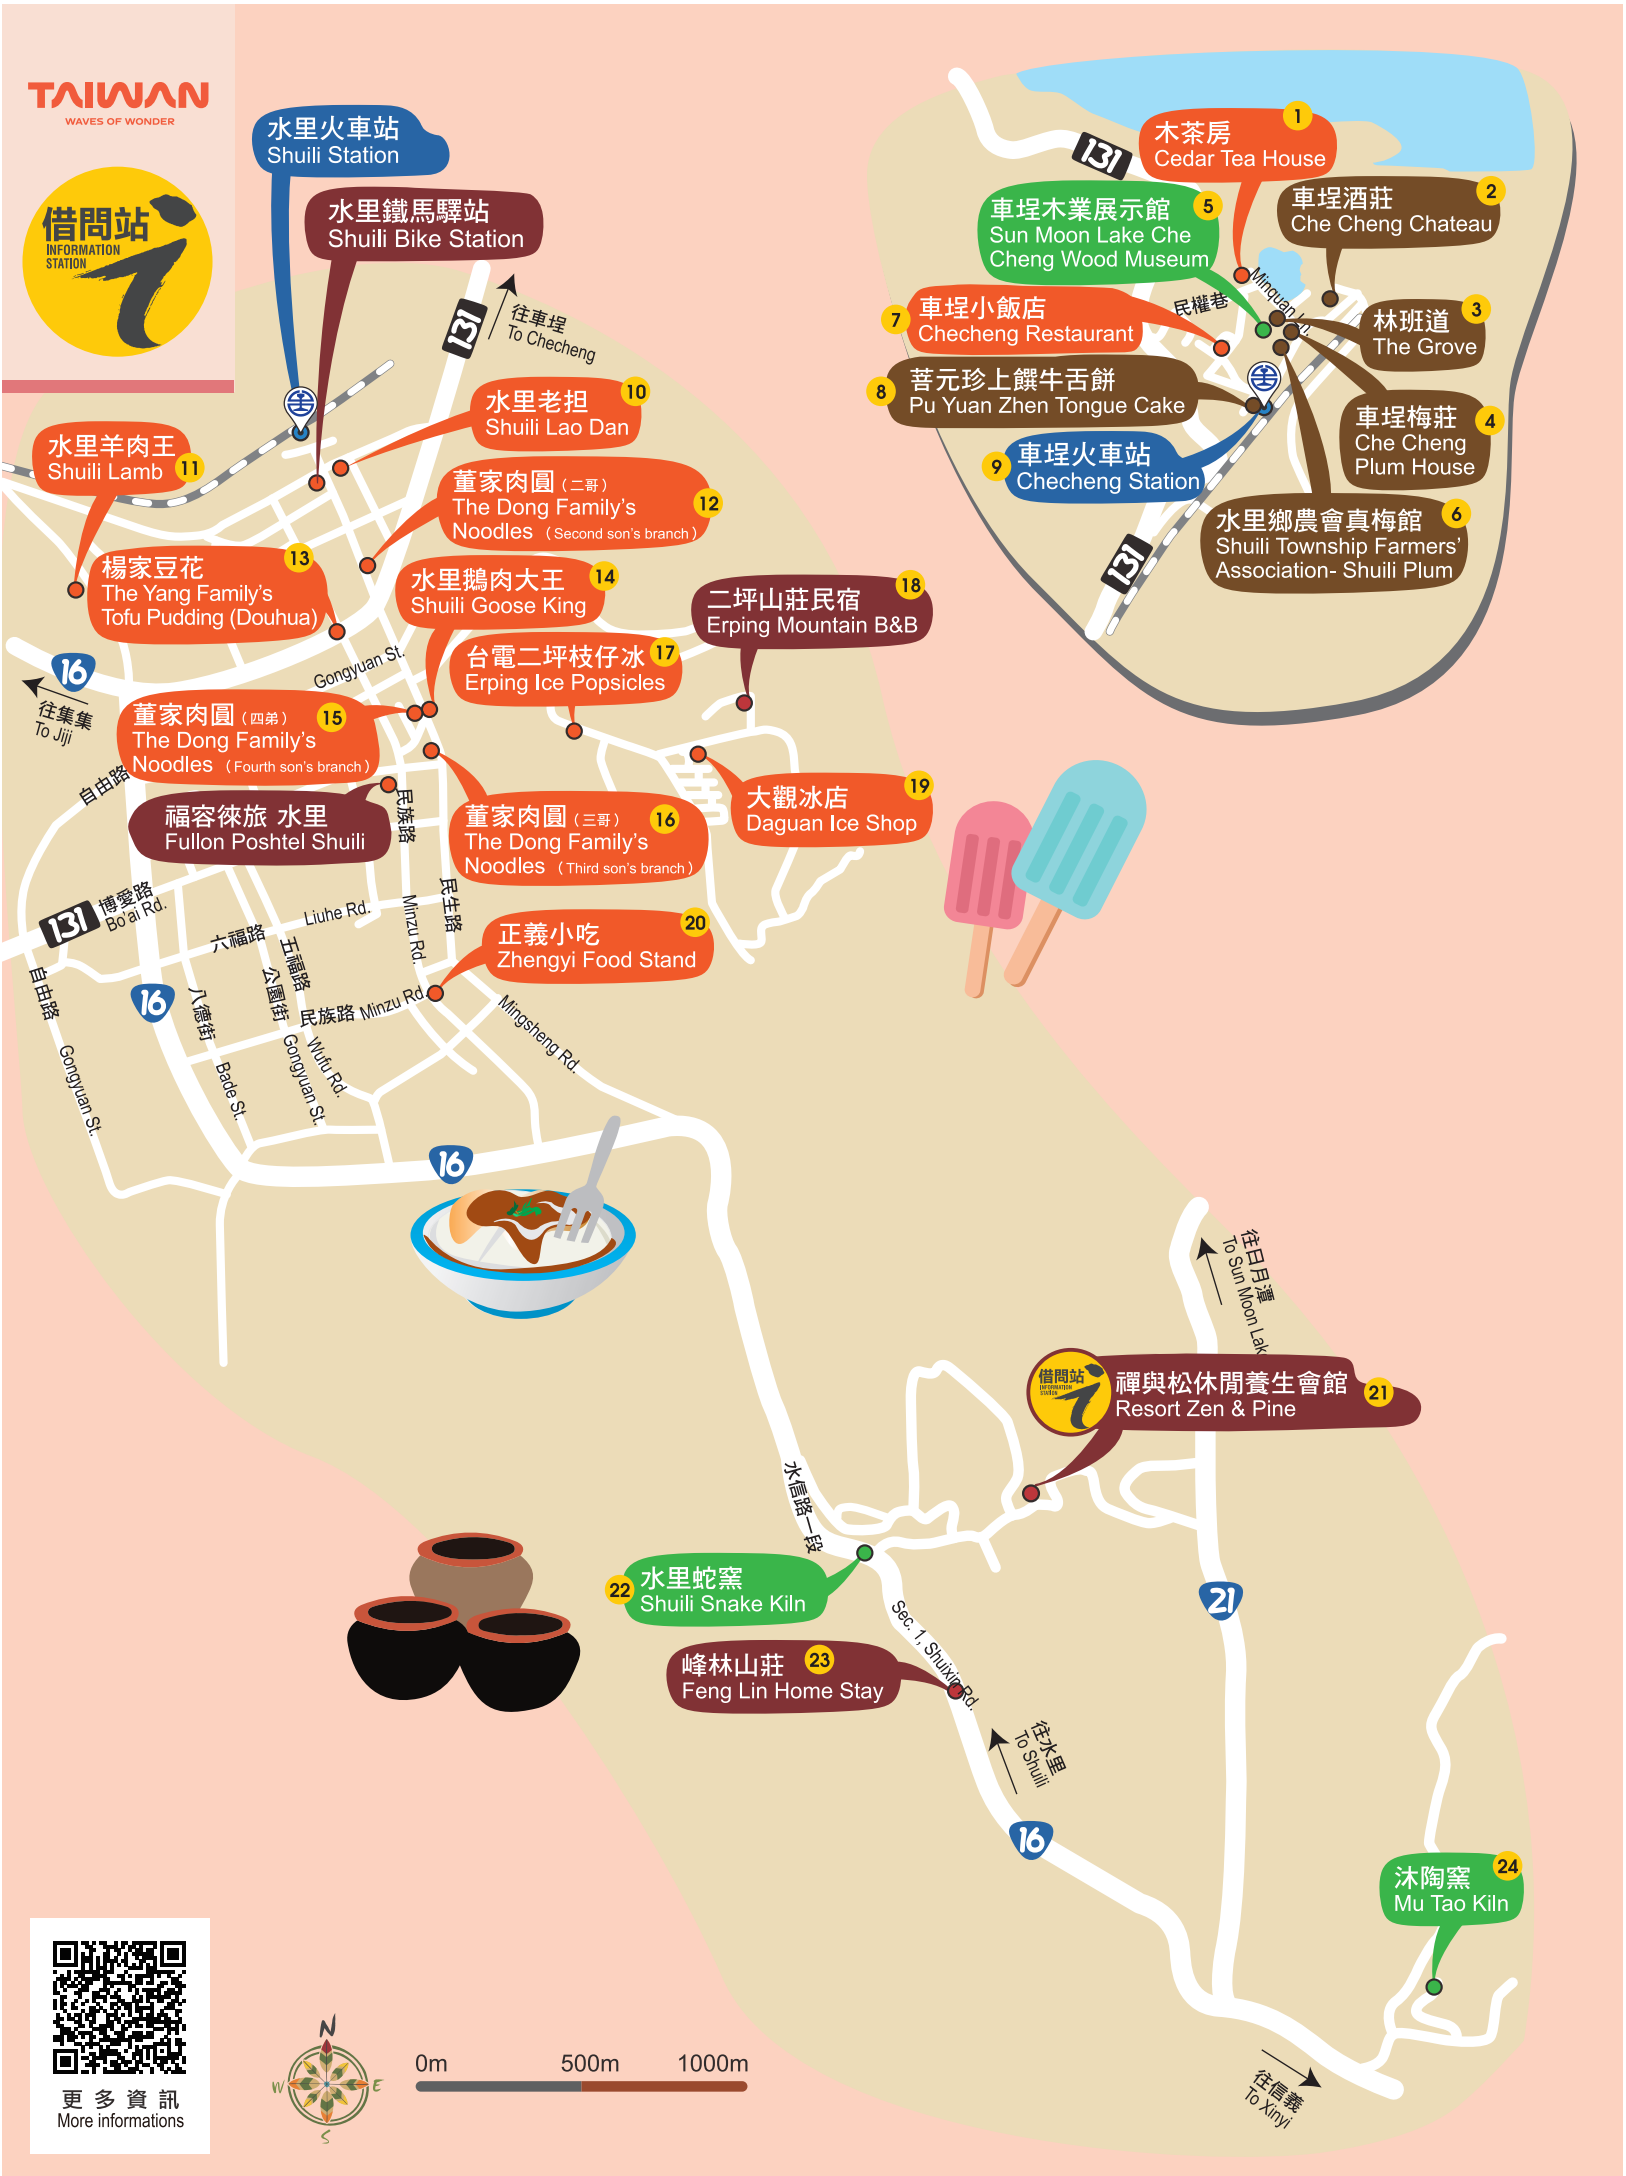 TAIWAN
WAVES OF WONDER
借問站
INFORMATION
STATION
水里火車站
Shuili Station
水里鐵馬驛站
Shuili Bike Station
131
往車埕
To Checheng
131
1
木茶房
Cedar Tea House
2
車埕酒莊
Che Cheng Chateau
5
車埕木業展示館
Sun Moon Lake Che
Cheng Wood Museum
民權巷
Minquan Ln.
3
林班道
The Grove
7
車埕小飯店
Checheng Restaurant
8
菩元珍上饌牛舌餅
Pu Yuan Zhen Tongue Cake
4
車埕梅莊
Che Cheng
Plum House
9
車埕火車站
Checheng Station
6
水里鄉農會真梅館
Shuili Township Farmers'
Association- Shuili Plum
131
10
水里老担
Shuili Lao Dan
11
水里羊肉王
Shuili Lamb
12
董家肉圓（二哥）
The Dong Family's
Noodles （Second son's branch）
13
楊家豆花
The Yang Family's
Tofu Pudding (Douhua)
14
水里鵝肉大王
Shuili Goose King
18
二坪山莊民宿
Erping Mountain B&B
17
台電二坪枝仔冰
Erping Ice Popsicles
Gongyuan St.
16
往集集
To Jiji
15
董家肉圓（四弟）
The Dong Family's
Noodles （Fourth son's branch）
自由路
福容徠旅 水里
Fullon Poshtel Shuili
民族路
16
董家肉圓（三哥）
The Dong Family's
Noodles （Third son's branch）
19
大觀冰店
Daguan Ice Shop
131
博愛路
Bo'ai Rd.
六福路
Liuhe Rd.
Minzu Rd.
民生路
20
正義小吃
Zhengyi Food Stand
自由路
Gongyuan St.
16
八德街
Bade St.
公園街
Gongyuan St.
五福路
Wufu Rd.
民族路 Minzu Rd.
Mingsheng Rd.
16
往日月潭
To Sun Moon Lake
借問站
INFORMATION
STATION
禪與松休閒養生會館
Resort Zen & Pine
21
水信路一段
22
水里蛇窯
Shuili Snake Kiln
21
Sec. 1, Shuixin Rd.
23
峰林山莊
Feng Lin Home Stay
往水里
To Shuili
16
24
沐陶窯
Mu Tao Kiln
往信義
To Xinyi
更多資訊
More informations
N
W
E
S
0m
500m
1000m